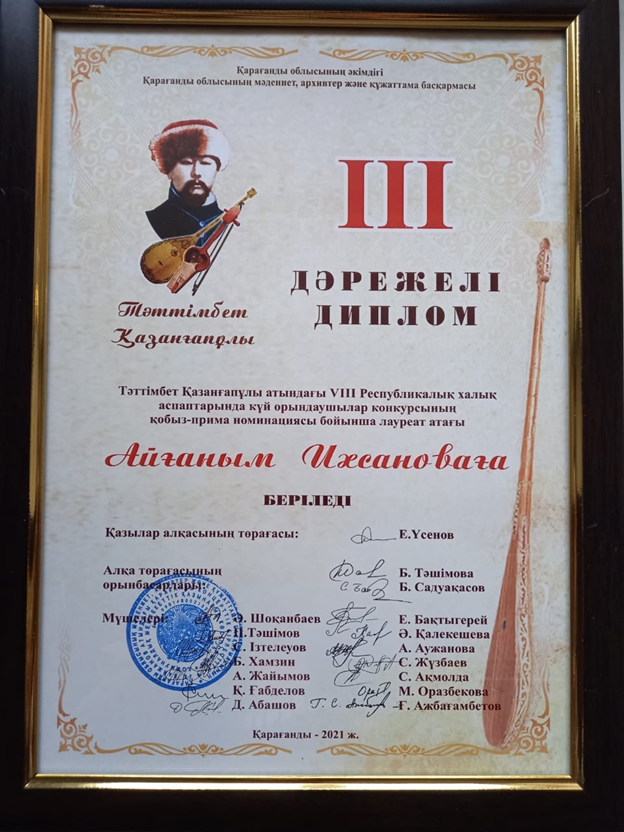 Қарағанды облысының әкімдігі
Қарағанды облысының мәдениет, архивтер және құжаттама басқармасы
III
ДӘРЕЖЕЛІ
ДИПЛОМ
Тәттімбет
Қазанғапұлы
Тәттімбет Қазанғапұлы атындағы VIII Республикалық халық
аспаптарында күй орындаушылар конкурсының
қобыз-прима номинациясы бойынша лауреат атағы
Айғаным Ихсановаға
БЕРІЛЕДІ
Қазылар алқасының төрағасы: Е.Үсенов
Алқа төрағасының Б. Тәшімова
орынбасарлары: Б. Садуақасов
Мүшелері: Ә. Шоқанбаев Е. Бақтыгерей
П.Тәшімов Ә. Қалекешева
С. Ізтелеуов А. Аужанова
Б. Хамзин С. Жүзбаев
А. Жайымов С. Ақмолда
Қ. Ғабделов М. Оразбекова
Д. Абашов Ғ. Ажбағамбетов
Қарағанды - 2021 ж.